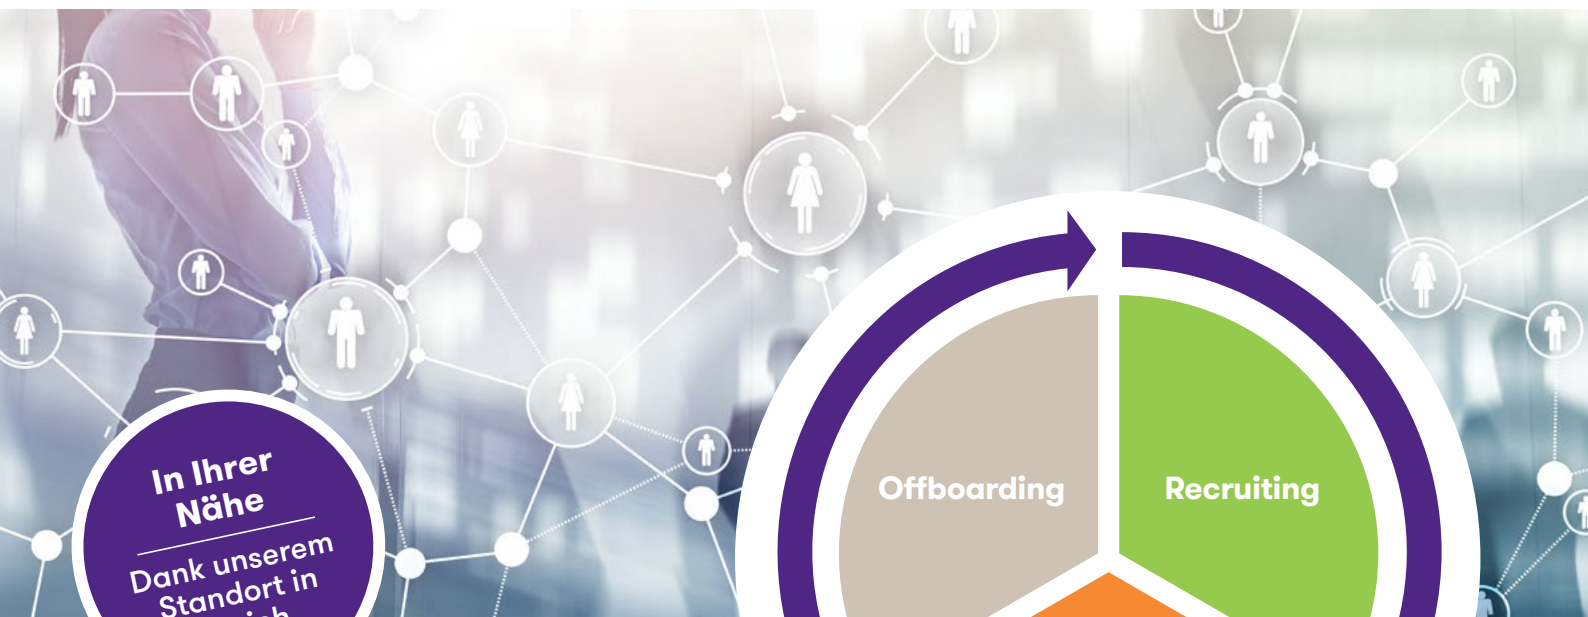 In Ihrer
Nähe
Dank unserem
Standort in
Offboarding
Recruiting